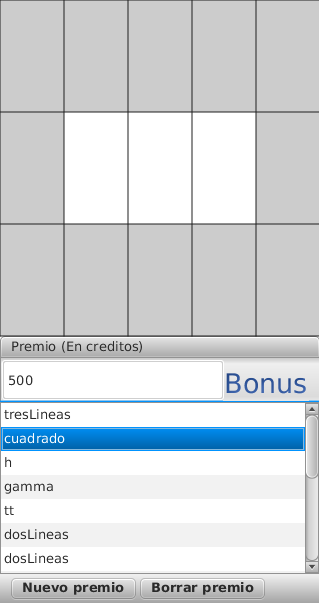 Premio (En creditos)
500
Bonus
tresLineas
cuadrado
h
gamma
tt
dosLineas
dosLineas
Nuevo premio
Borrar premio